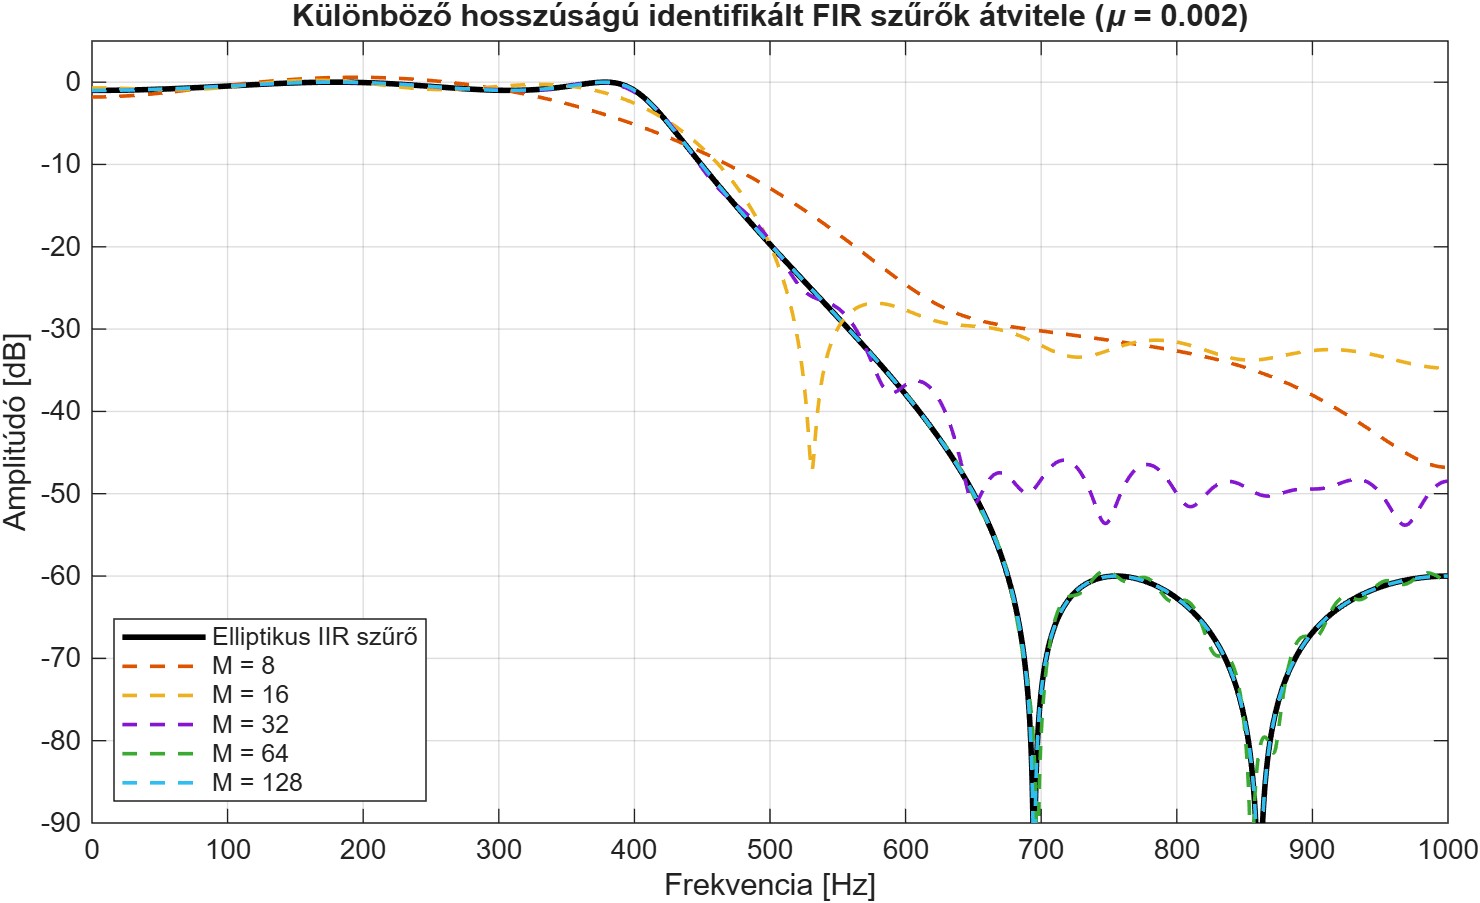 Különböző hosszúságú identifikált FIR szűrők átvitele (μ = 0.002)
0
-10
-20
-30
-40
-50
-60
-70
-80
-90
Amplitúdó [dB]
Elliptikus IIR szűrő
M = 8
M = 16
M = 32
M = 64
M = 128
0 100 200 300 400 500 600 700 800 900 1000
Frekvencia [Hz]